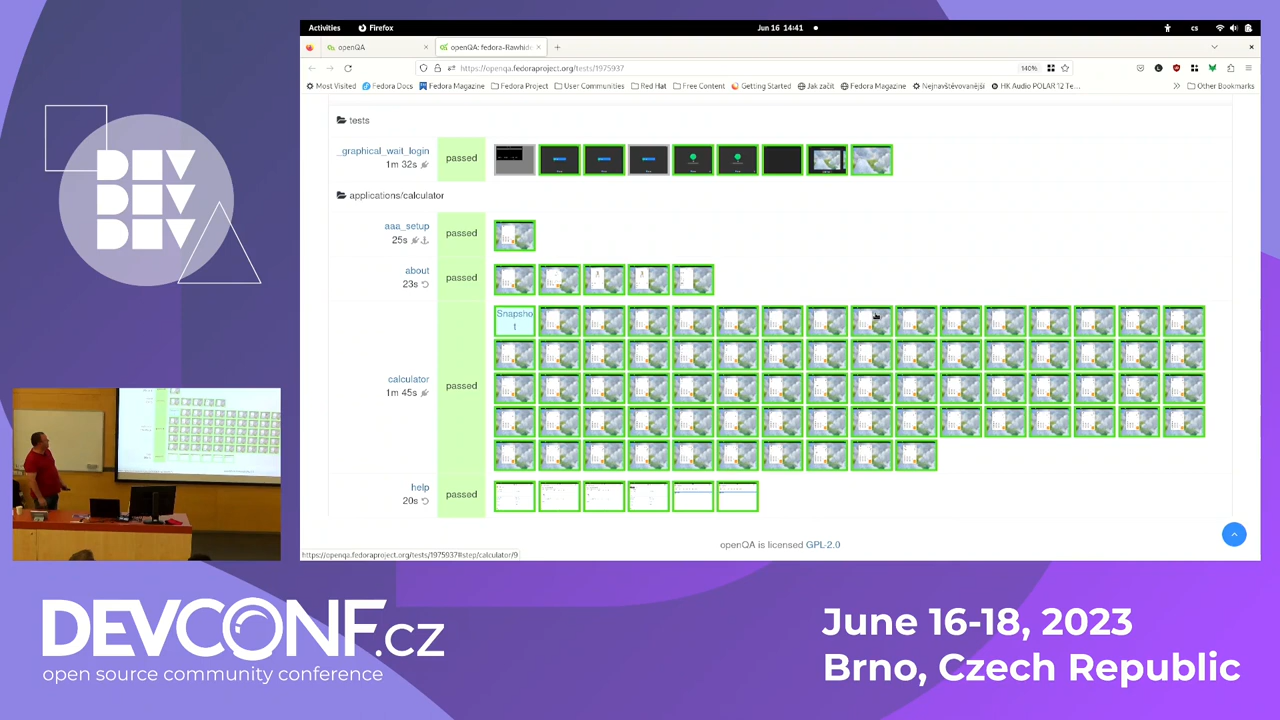 Activities
Firefox
Jun 16 14:41
cs
openQA
openQA: fedora-Rawhide
https://openqa.fedoraproject.org/tests/1975937
140%
Most Visited
Fedora Docs
Fedora Magazine
Fedora Project
User Communities
Red Hat
Free Content
Getting Started
Jak začít
Fedora Magazine
Nejnavštěvovanější
HK Audio POLAR 12 Te...
Other Bookmarks
tests
_graphical_wait_login
1m 32s
passed
applications/calculator
aaa_setup
25s
passed
about
23s
passed
Snapshot
calculator
1m 45s
passed
help
20s
passed
openQA is licensed GPL-2.0
https://openqa.fedoraproject.org/tests/1975937#step/calculator/9
DEV
DEV
DEV
DEVCONF.cz
open source community conference
June 16-18, 2023
Brno, Czech Republic